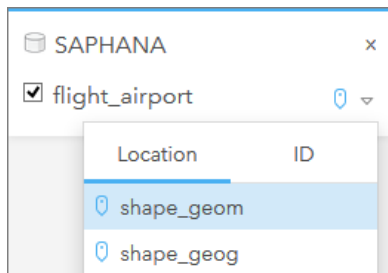 SAPHANA ×
flight_airport
Location ID
shape_geom
shape_geog